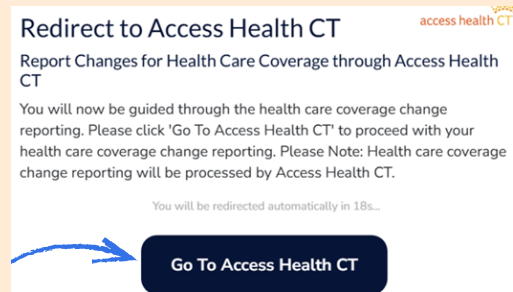 Redirect to Access Health CT
access health CT
Report Changes for Health Care Coverage through Access Health
CT
You will now be guided through the health care coverage change
reporting. Please click 'Go To Access Health CT' to proceed with your
health care coverage change reporting. Please Note: Health care coverage
change reporting will be processed by Access Health CT.
You will be redirected automatically in 18s...
Go To Access Health CT